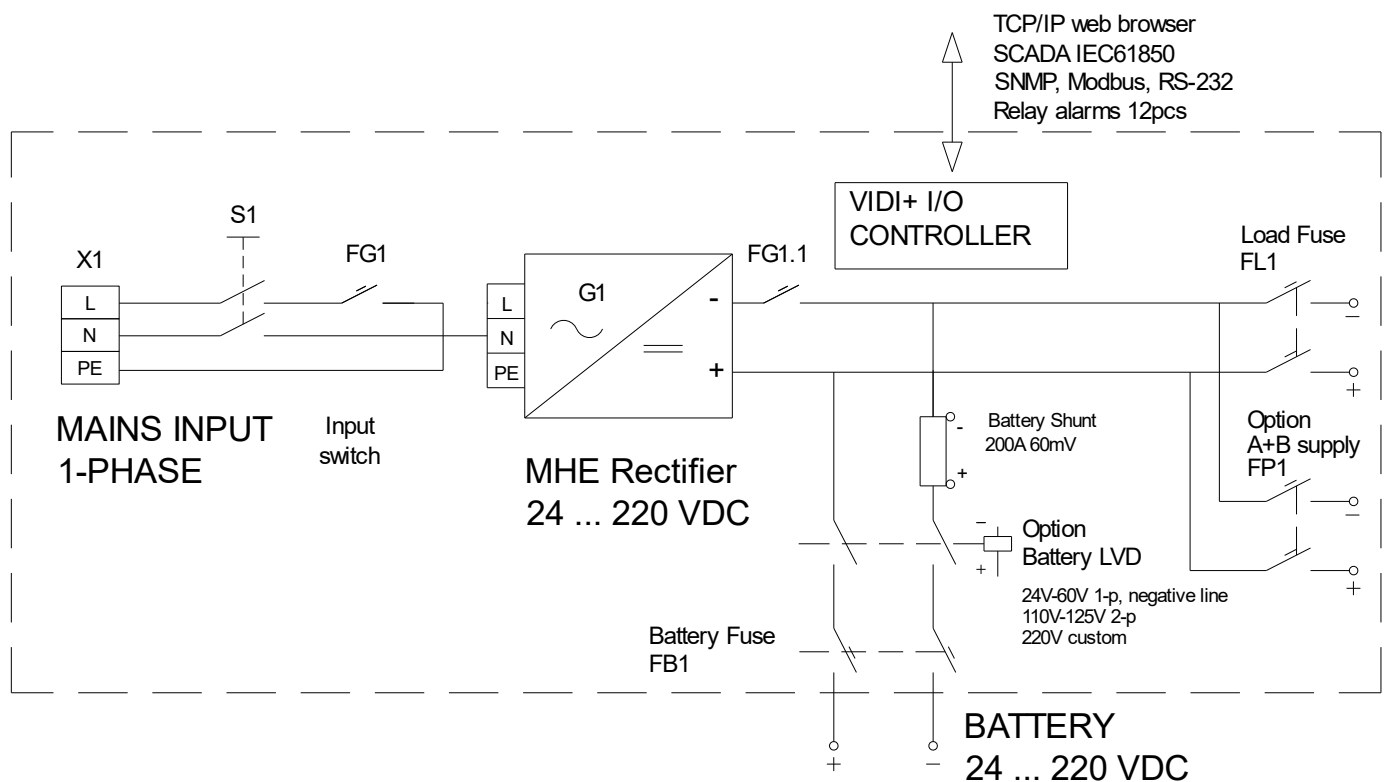 TCP/IP web browser
SCADA IEC61850
SNMP, Modbus, RS-232
Relay alarms 12pcs
VIDI+ I/O
CONTROLLER
S1
X1
FG1
L
N
PE
MAINS INPUT
1-PHASE
Input
switch
L
N
PE
G1
-
+
MHE Rectifier
24 ... 220 VDC
FG1.1
Load Fuse
FL1
-
+
Battery Shunt
200A 60mV
-
+
Option
A+B supply
FP1
-
+
-
+
Option
Battery LVD
24V-60V 1-p, negative line
110V-125V 2-p
220V custom
Battery Fuse
FB1
+
-
BATTERY
24 ... 220 VDC